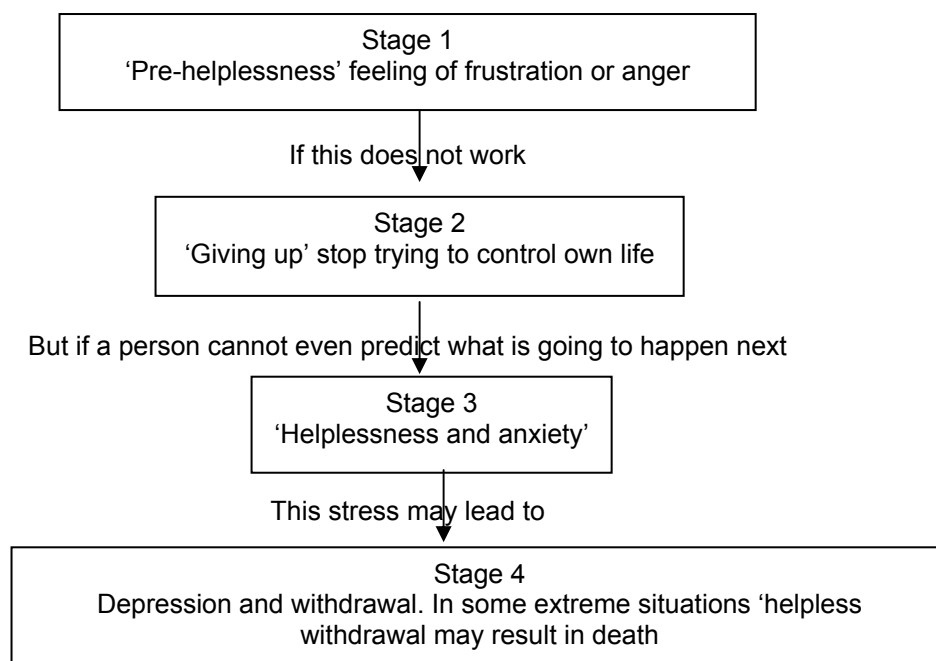 Stage 1
‘Pre-helplessness’ feeling of frustration or anger
If this does not work
Stage 2
‘Giving up’ stop trying to control own life
But if a person cannot even predict what is going to happen next
Stage 3
‘Helplessness and anxiety’
This stress may lead to
Stage 4
Depression and withdrawal. In some extreme situations ‘helpless
withdrawal may result in death